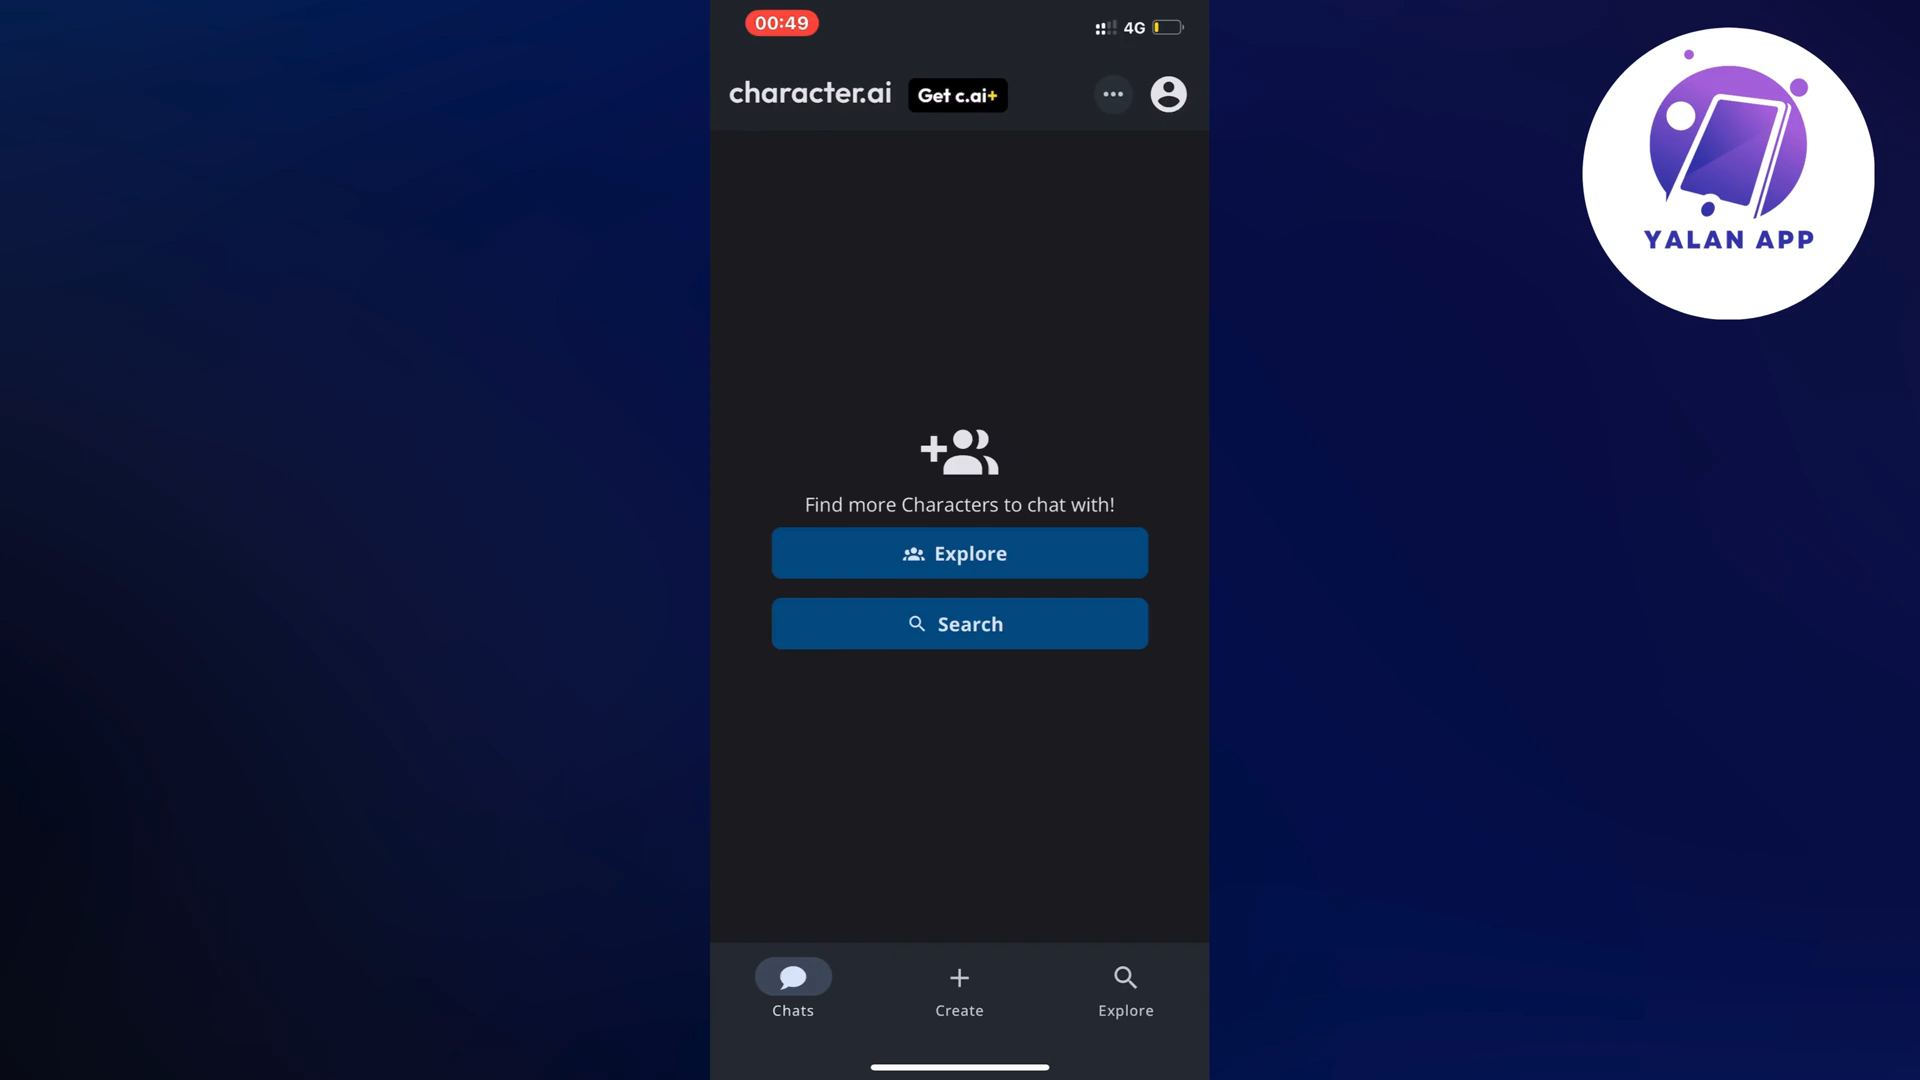 00:49
4G
character.ai
Get c.ai+
YALAN APP
Find more Characters to chat with!
Explore
Search
Chats
Create
Explore